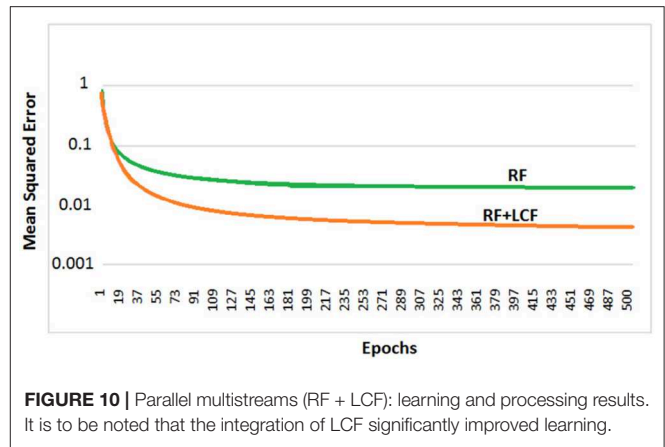 1
0.1
0.01
0.001
Mean Squared Error
RF
RF+LCF
1 19 37 55 73 91 109 127 145 163 181 199 217 235 253 271 289 307 325 343 361 379 397 415 433 451 469 487 500
Epochs
FIGURE 10 | Parallel multistreams (RF + LCF): learning and processing results.
It is to be noted that the integration of LCF significantly improved learning.